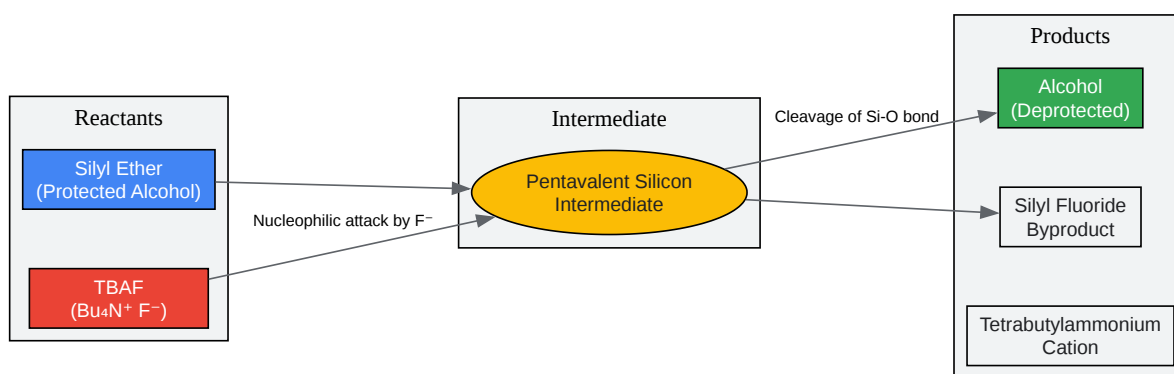 Reactants
Silyl Ether
(Protected Alcohol)
TBAF
(Bu₄N⁺ F⁻)
Nucleophilic attack by F⁻
Intermediate
Pentavalent Silicon
Intermediate
Cleavage of Si-O bond
Products
Alcohol
(Deprotected)
Silyl Fluoride
Byproduct
Tetrabutylammonium
Cation